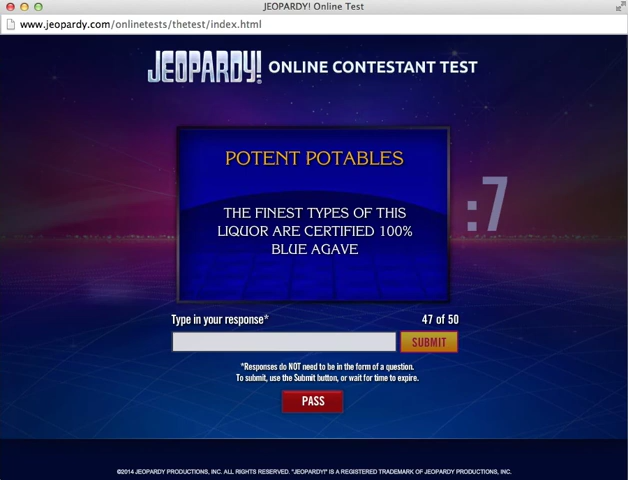 JEOPARDY! Online Test
www.jeopardy.com/onlinetests/thetest/index.html
JEOPARDY! ONLINE CONTESTANT TEST
POTENT POTABLES
THE FINEST TYPES OF THIS
LIQUOR ARE CERTIFIED 100%
BLUE AGAVE
:7
Type in your response* 47 of 50
SUBMIT
*Responses do NOT need to be in the form of a question.
To submit, use the Submit button, or wait for time to expire.
PASS
©2014 JEOPARDY PRODUCTIONS, INC. ALL RIGHTS RESERVED. "JEOPARDY!" IS A REGISTERED TRADEMARK OF JEOPARDY PRODUCTIONS, INC.